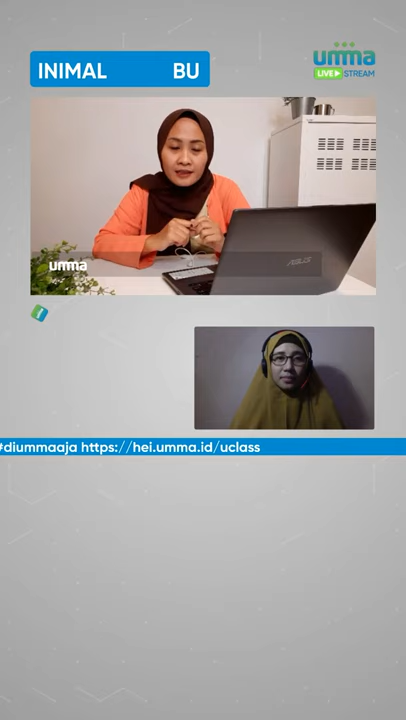 INIMAL BU
umma
LIVE STREAM
umma
ASUS
#diummaaja https://hei.umma.id/uclass